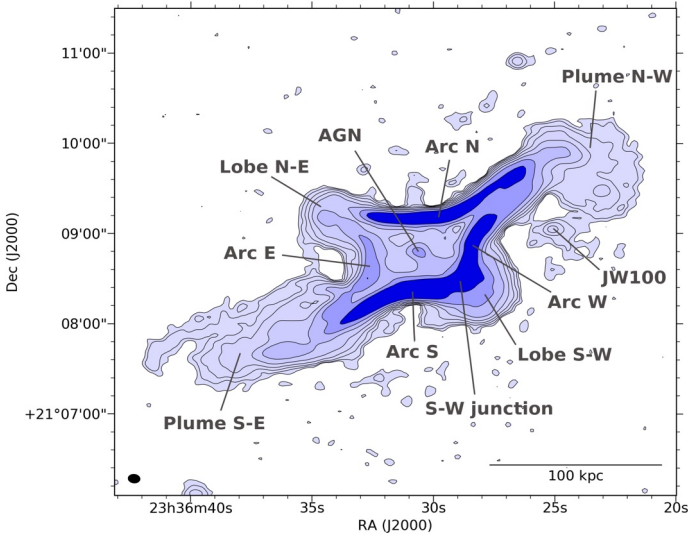 11'00"
Plume N-W
AGN
10'00"
Arc N
Lobe N-E
09'00"
Arc E
JW100
Arc W
08'00"
Arc S
Lobe S-W
S-W junction
+21°07'00"
Plume S-E
100 kpc
23h36m40s 35s 30s 25s 20s
RA (J2000)
Dec (J2000)